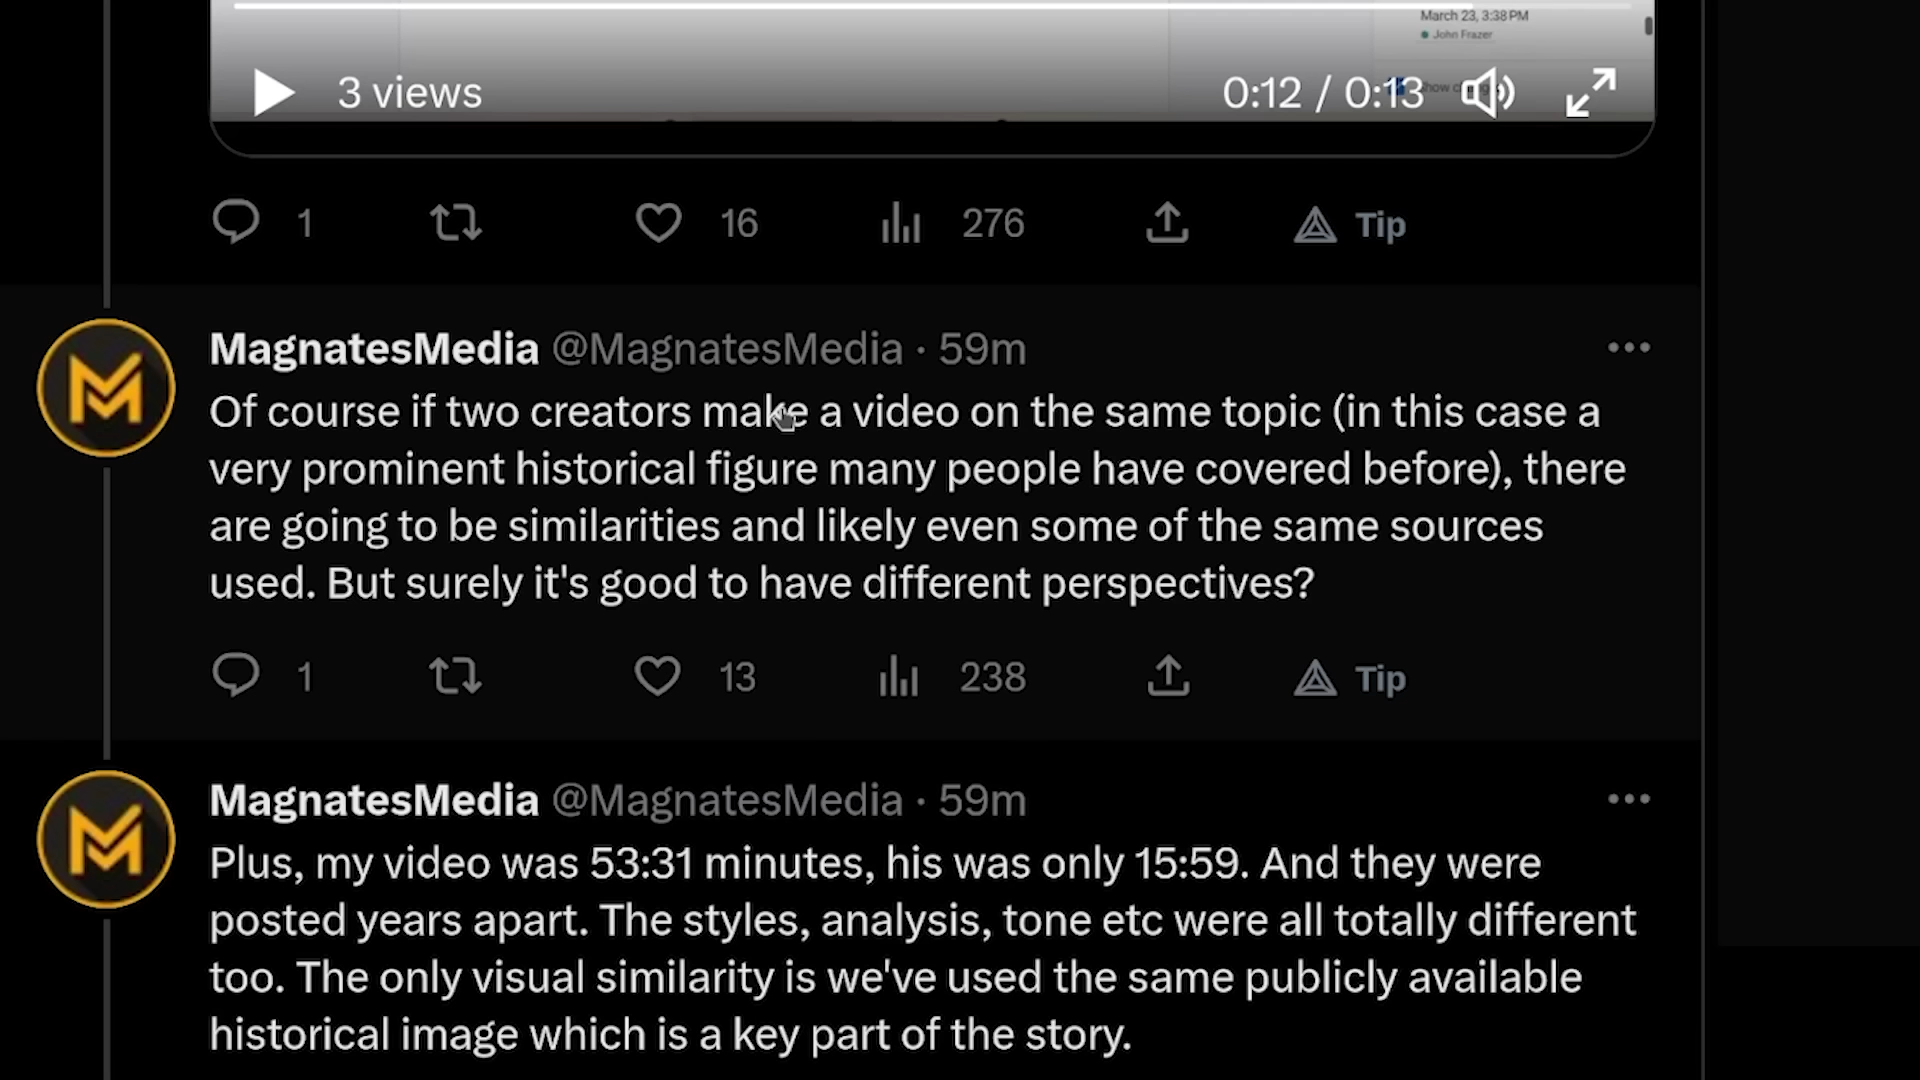 March 23, 3:38 PM
John Frazer
3 views
0:12 / 0:13
1
16
276
Tip
MagnatesMedia @MagnatesMedia · 59m
Of course if two creators make a video on the same topic (in this case a
very prominent historical figure many people have covered before), there
are going to be similarities and likely even some of the same sources
used. But surely it's good to have different perspectives?
1
13
238
Tip
MagnatesMedia @MagnatesMedia · 59m
Plus, my video was 53:31 minutes, his was only 15:59. And they were
posted years apart. The styles, analysis, tone etc were all totally different
too. The only visual similarity is we've used the same publicly available
historical image which is a key part of the story.